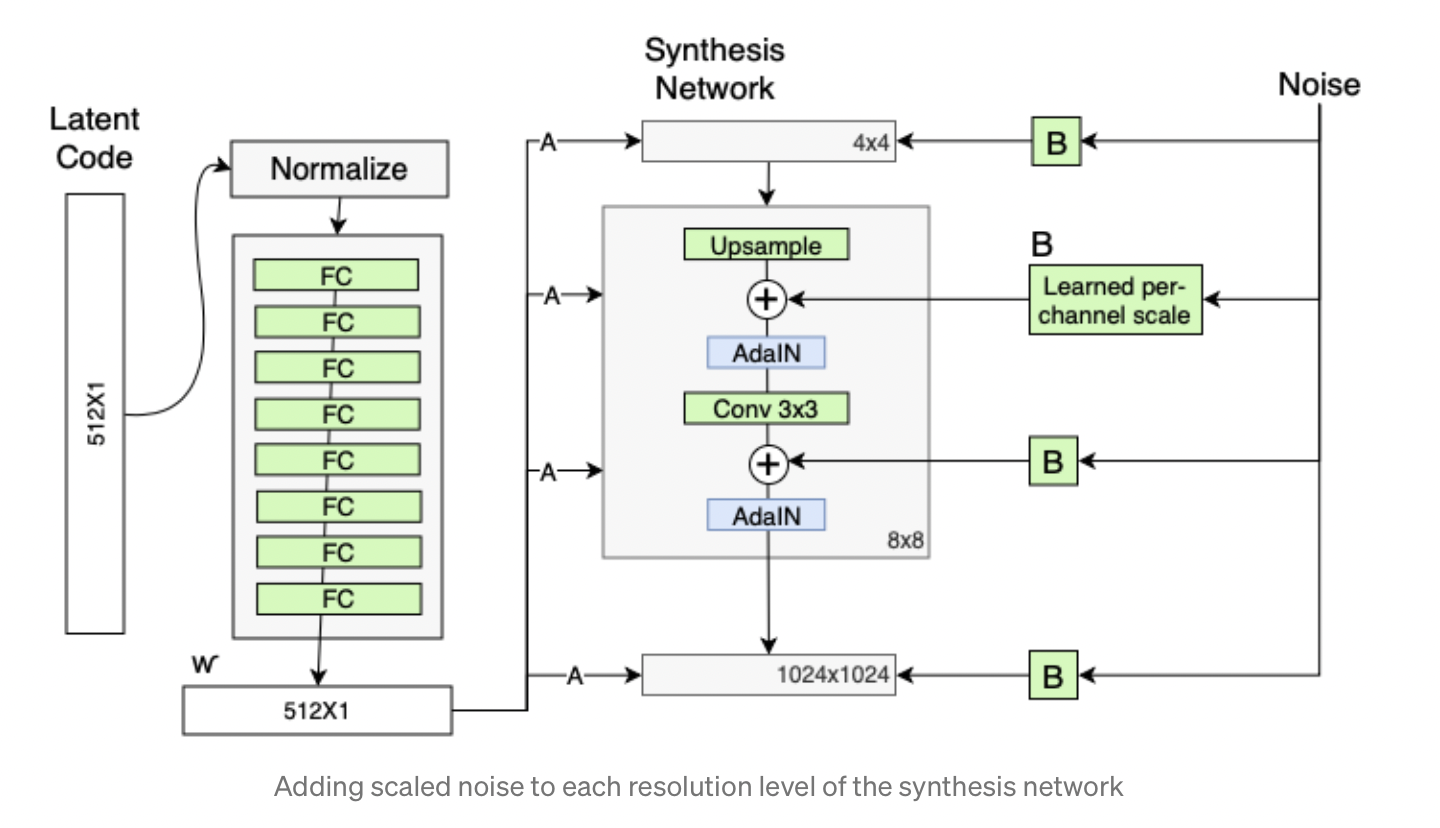 Latent
Code
512X1
Normalize
FC
FC
FC
FC
FC
FC
FC
FC
w
512X1
A
A
A
A
Synthesis
Network
4x4
Upsample
+
AdaIN
Conv 3x3
+
AdaIN
8x8
1024x1024
Noise
B
B
Learned per-
channel scale
B
B
Adding scaled noise to each resolution level of the synthesis network